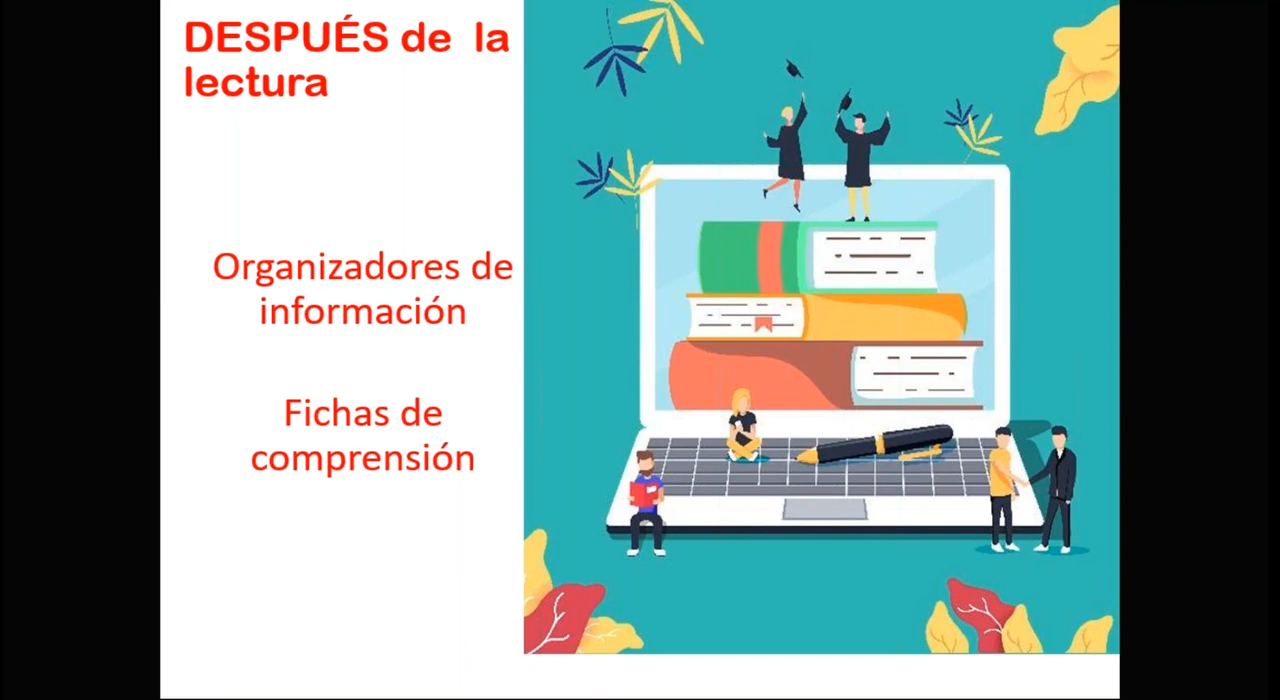 DESPUÉS de la
lectura
Organizadores de
información
Fichas de
comprensión